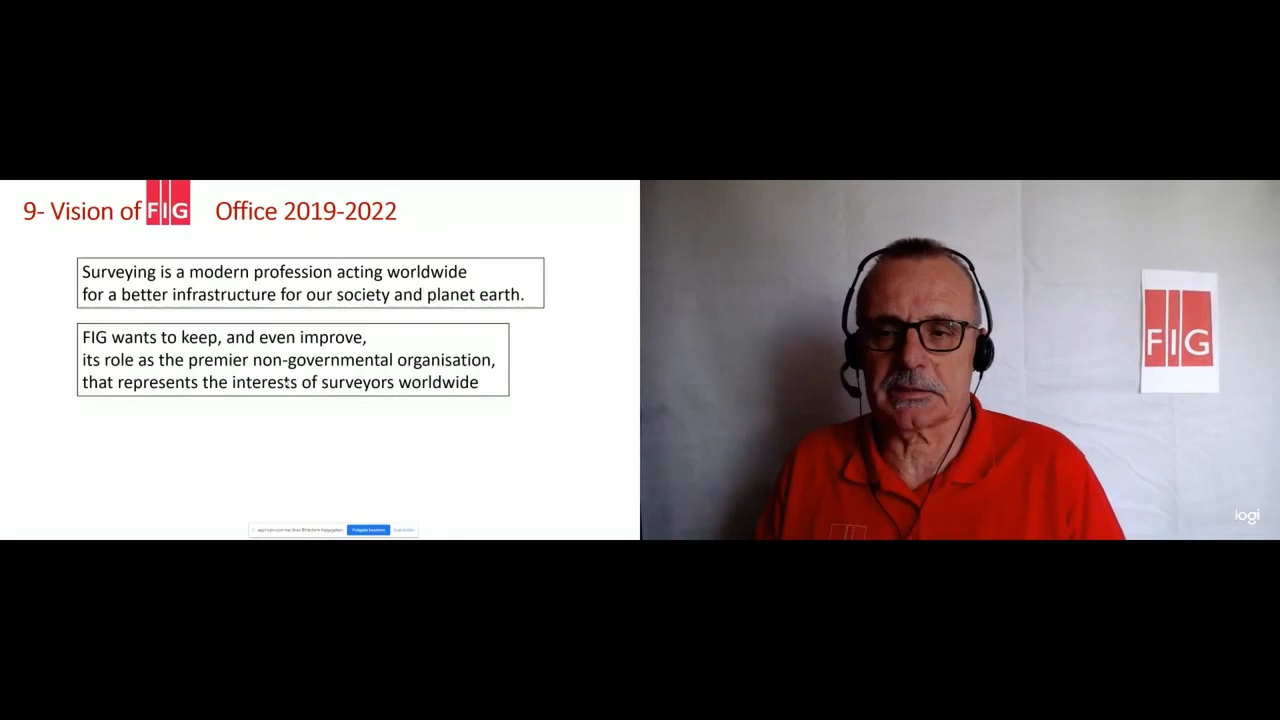 9- Vision of FIG Office 2019-2022
Surveying is a modern profession acting worldwide
for a better infrastructure for our society and planet earth.
FIG wants to keep, and even improve,
its role as the premier non-governmental organisation,
that represents the interests of surveyors worldwide
FIG
logi